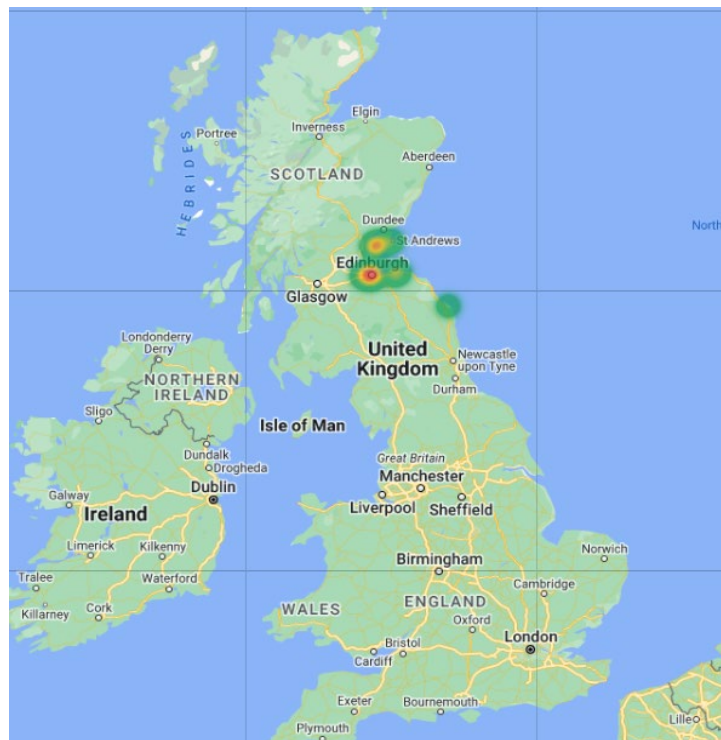 Elgin
Inverness
Portree
Aberdeen
HEBRIDES
SCOTLAND
Dundee
St Andrews
North
Edinburgh
Glasgow
Londonderry
Derry
United
Kingdom
Newcastle
upon Tyne
NORTHERN
IRELAND
Durham
Sligo
Isle of Man
Dundalk
Drogheda
Great Britain
Manchester
Dublin
Galway
Liverpool
Sheffield
Ireland
Limerick
Kilkenny
Norwich
Birmingham
Tralee
Waterford
Cambridge
Killarney
Cork
WALES
ENGLAND
Oxford
London
Bristol
Cardiff
Exeter
Bournemouth
Plymouth
Lille